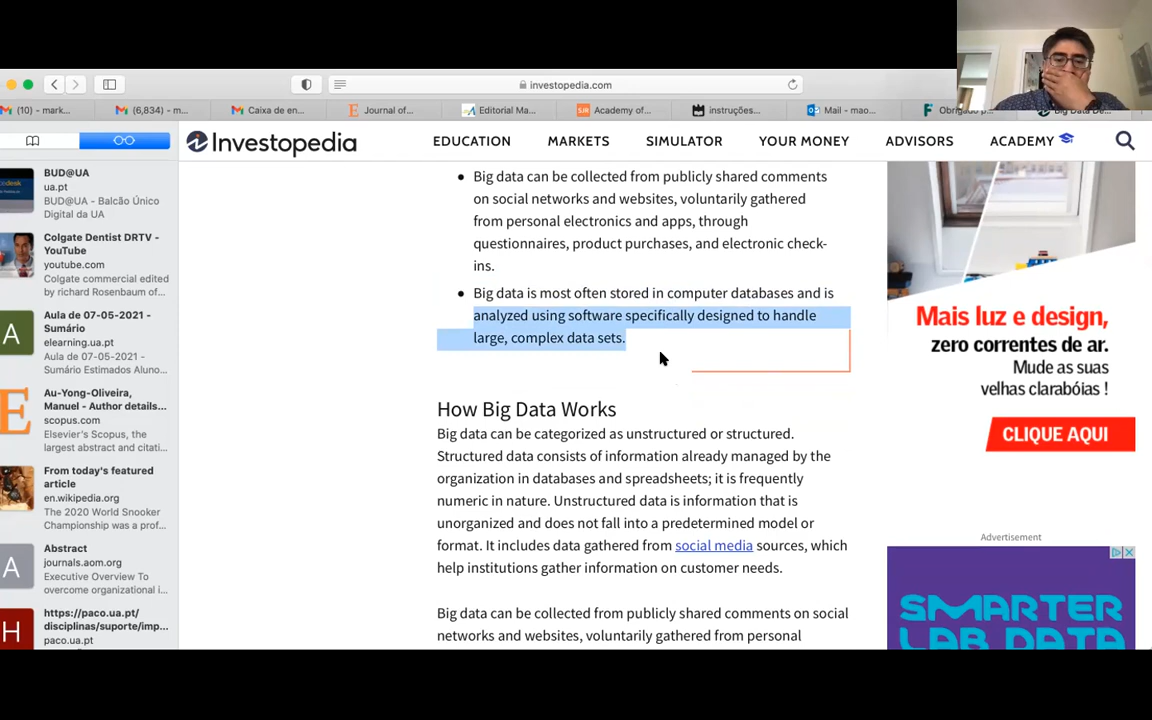 investopedia.com
(10) - mark...
(6,834) - m...
Caixa de en...
Journal of...
Editorial Ma...
SJR
Academy of...
instruções...
Mail - mao...
Obrigado p...
Big Data De...
Investopedia
EDUCATION
MARKETS
SIMULATOR
YOUR MONEY
ADVISORS
ACADEMY
BUD@UA
ua.pt
BUD@UA - Balcão Único
Digital da UA
Colgate Dentist DRTV -
YouTube
youtube.com
Colgate commercial edited
by richard Rosenbaum of...
A
Aula de 07-05-2021 -
Sumário
elearning.ua.pt
Aula de 07-05-2021 -
Sumário Estimados Aluno...
E
Au-Yong-Oliveira,
Manuel - Author details...
scopus.com
Elsevier's Scopus, the
largest abstract and citati...
From today's featured
article
en.wikipedia.org
The 2020 World Snooker
Championship was a prof...
A
Abstract
journals.aom.org
Executive Overview To
overcome organizational i...
H
https://paco.ua.pt/
disciplinas/suporte/imp...
paco.ua.pt
• Big data can be collected from publicly shared comments
on social networks and websites, voluntarily gathered
from personal electronics and apps, through
questionnaires, product purchases, and electronic check-
ins.
• Big data is most often stored in computer databases and is
analyzed using software specifically designed to handle
large, complex data sets.
How Big Data Works
Big data can be categorized as unstructured or structured.
Structured data consists of information already managed by the
organization in databases and spreadsheets; it is frequently
numeric in nature. Unstructured data is information that is
unorganized and does not fall into a predetermined model or
format. It includes data gathered from social media sources, which
help institutions gather information on customer needs.
Big data can be collected from publicly shared comments on social
networks and websites, voluntarily gathered from personal
Mais luz e design,
zero correntes de ar.
Mude as suas
velhas clarabóias !
CLIQUE AQUI
Advertisement
SMARTER
LAB DATA